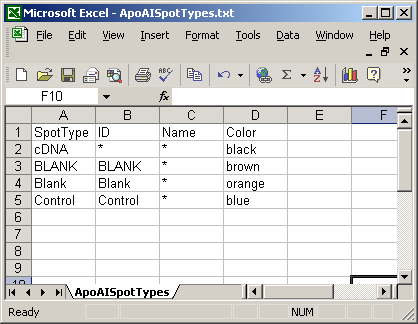 Microsoft Excel - ApoAISpotTypes.txt
File Edit View Insert Format Tools Data Window Help
F10
A B C D E F
1 SpotType ID Name Color
2 cDNA * * black
3 BLANK BLANK * brown
4 Blank Blank * orange
5 Control Control * blue
6
7
8
9
10
ApoAISpotTypes
Ready NUM